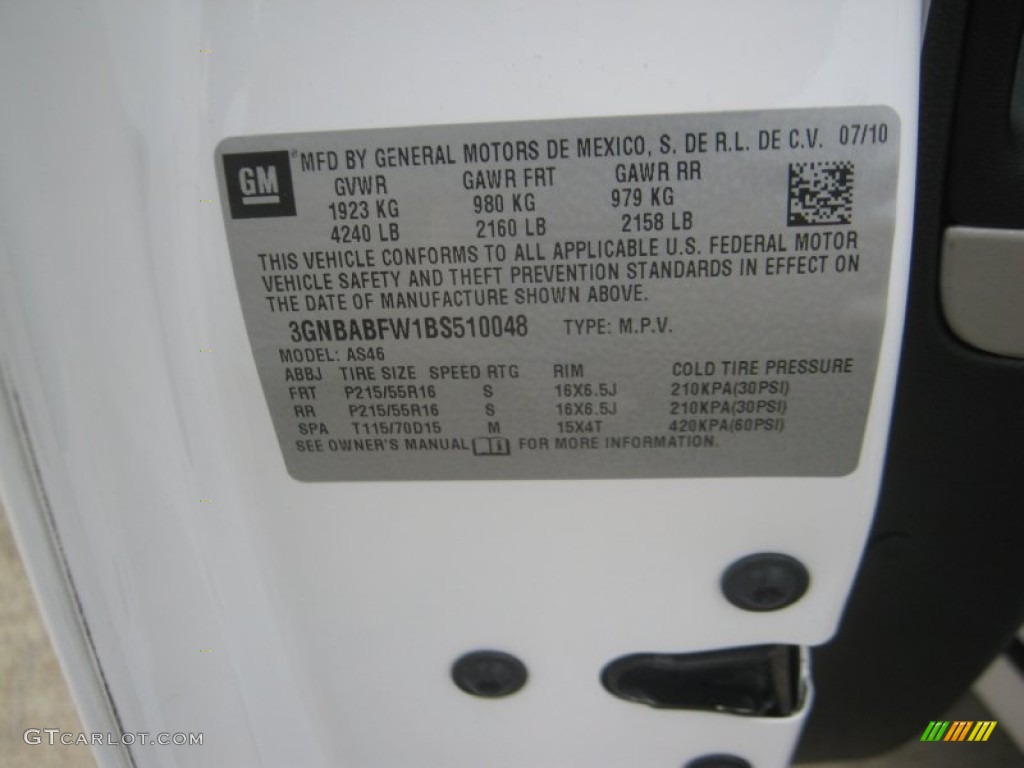 GM
® MFD BY GENERAL MOTORS DE MEXICO, S. DE R.L. DE C.V. 07/10
GVWR GAWR FRT GAWR RR
1923 KG 980 KG 979 KG
4240 LB 2160 LB 2158 LB
THIS VEHICLE CONFORMS TO ALL APPLICABLE U.S. FEDERAL MOTOR
VEHICLE SAFETY AND THEFT PREVENTION STANDARDS IN EFFECT ON
THE DATE OF MANUFACTURE SHOWN ABOVE.
3GNBABFW1BS510048 TYPE: M.P.V.
MODEL: AS46
ABBJ TIRE SIZE SPEED RTG RIM COLD TIRE PRESSURE
FRT P215/55R16 S 16X6.5J 210KPA(30PSI)
RR P215/55R16 S 16X6.5J 210KPA(30PSI)
SPA T115/70D15 M 15X4T 420KPA(60PSI)
SEE OWNER'S MANUAL FOR MORE INFORMATION.
GTCARLOT.COM